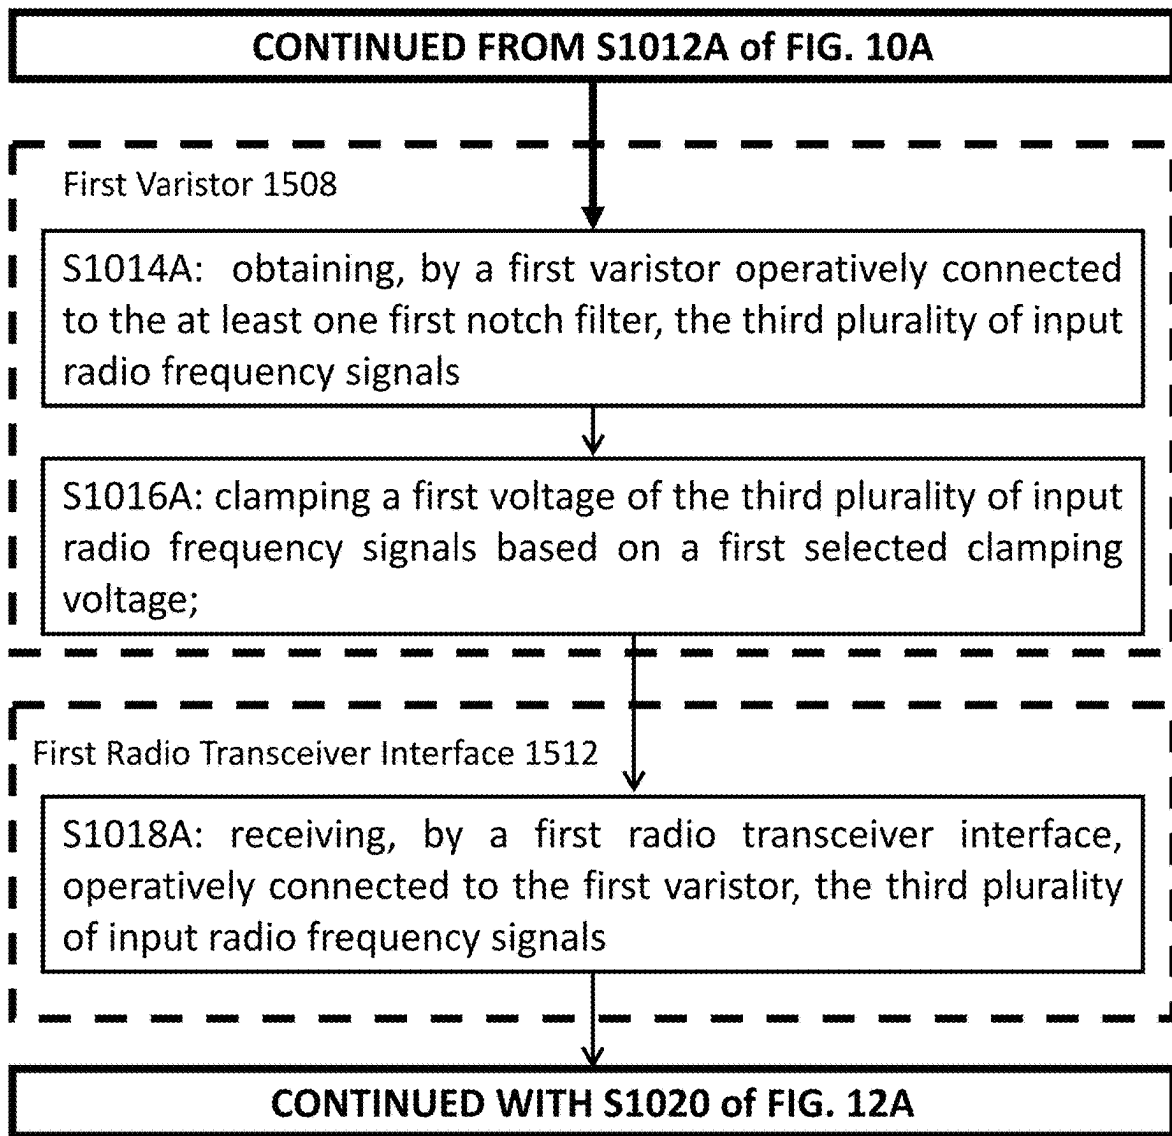 CONTINUED FROM S1012A of FIG. 10A
First Varistor 1508
S1014A: obtaining, by a first varistor operatively connected
to the at least one first notch filter, the third plurality of input
radio frequency signals
S1016A: clamping a first voltage of the third plurality of input
radio frequency signals based on a first selected clamping
voltage;
First Radio Transceiver Interface 1512
S1018A: receiving, by a first radio transceiver interface,
operatively connected to the first varistor, the third plurality
of input radio frequency signals
CONTINUED WITH S1020 of FIG. 12A